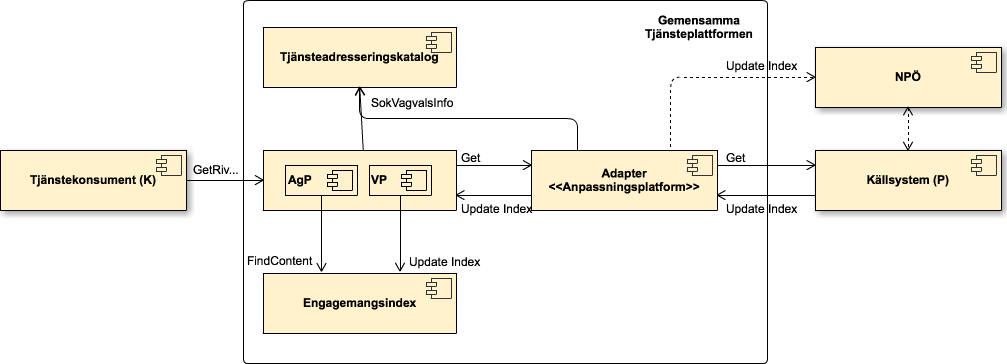 Gemensamma
Tjänsteplattformen
Tjänsteadresseringskatalog
Update Index
NPÖ
SokVagvalsInfo
Tjänstekonsument (K)
GetRiv...
AgP
VP
Get
Adapter
<<Anpassningsplatform>>
Get
Källsystem (P)
Update Index
Update Index
FindContent
Update Index
Engagemangsindex